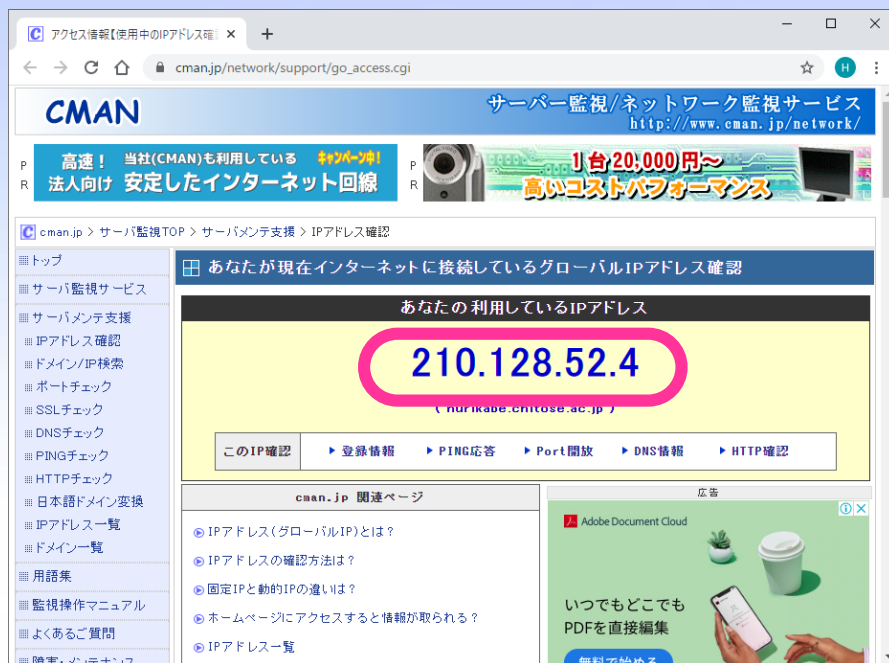 アクセス情報【使用中のIPアドレス確
cman.jp/network/support/go_access.cgi
H
CMAN
サーバー監視/ネットワーク監視サービス
http://www.cman.jp/network/
PR
高速！ 当社(CMAN)も利用している キャンペーン中!
法人向け 安定したインターネット回線
PR
1台20,000円～
高いコストパフォーマンス
cman.jp > サーバ監視TOP > サーバメンテ支援 > IPアドレス確認
トップ
サーバ監視サービス
サーバメンテ支援
IPアドレス確認
ドメイン/IP検索
ポートチェック
SSLチェック
DNSチェック
PINGチェック
HTTPチェック
日本語ドメイン変換
IPアドレス一覧
ドメイン一覧
用語集
監視操作マニュアル
よくあるご質問
障害・メンテナンス
あなたが現在インターネットに接続しているグローバルIPアドレス確認
あなたの利用しているIPアドレス
210.128.52.4
( nurikabe.chitose.ac.jp )
このIP確認 登録情報 PING応答 Port開放 DNS情報 HTTP確認
cman.jp 関連ページ
IPアドレス(グローバルIP)とは？
IPアドレスの確認方法は？
固定IPと動的IPの違いは？
ホームページにアクセスすると情報が取られる？
IPアドレス一覧
広告
Adobe Document Cloud
いつでもどこでも
PDFを直接編集
無料で始める